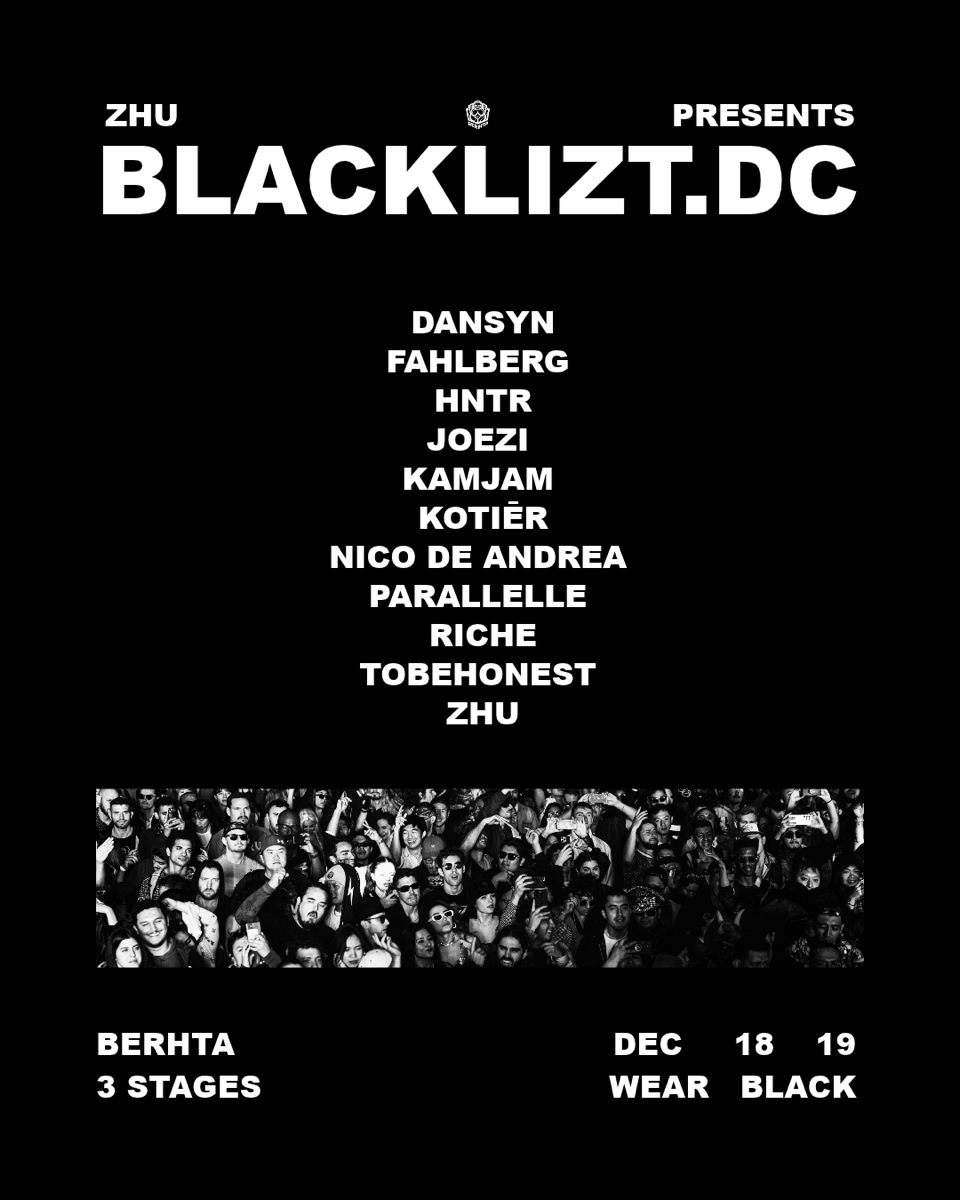 ZHU PRESENTS
BLACKLIZT.DC
DANSYN
FAHLBERG
HNTR
JOEZI
KAMJAM
KOTIĒR
NICO DE ANDREA
PARALLELLE
RICHE
TOBEHONEST
ZHU
BERHTA DEC 18 19
3 STAGES WEAR BLACK